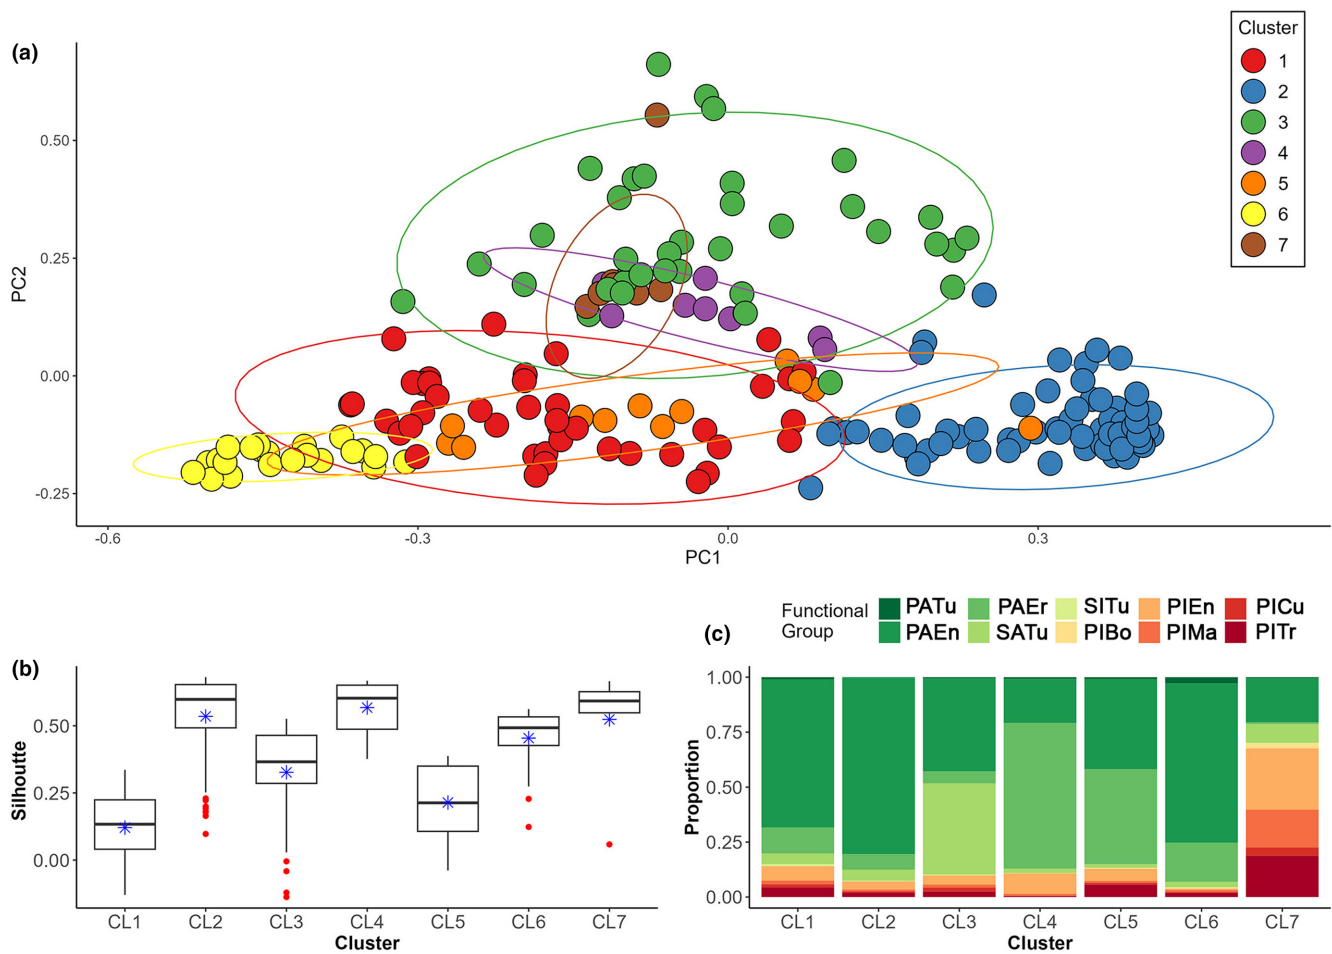 (a)
Cluster
1
2
3
4
5
6
7
0.50
0.25
0.00
-0.25
PC2
-0.6
-0.3
0.0
0.3
PC1
(b)
Silhoutte
0.50
0.25
0.00
CL1
CL2
CL3
CL4
CL5
CL6
CL7
Cluster
(c)
Functional
Group
PATu
PAEr
SITu
PIEn
PICu
PAEn
SATu
PIBo
PIMa
PITr
Proportion
1.00
0.75
0.50
0.25
0.00
CL1
CL2
CL3
CL4
CL5
CL6
CL7
Cluster